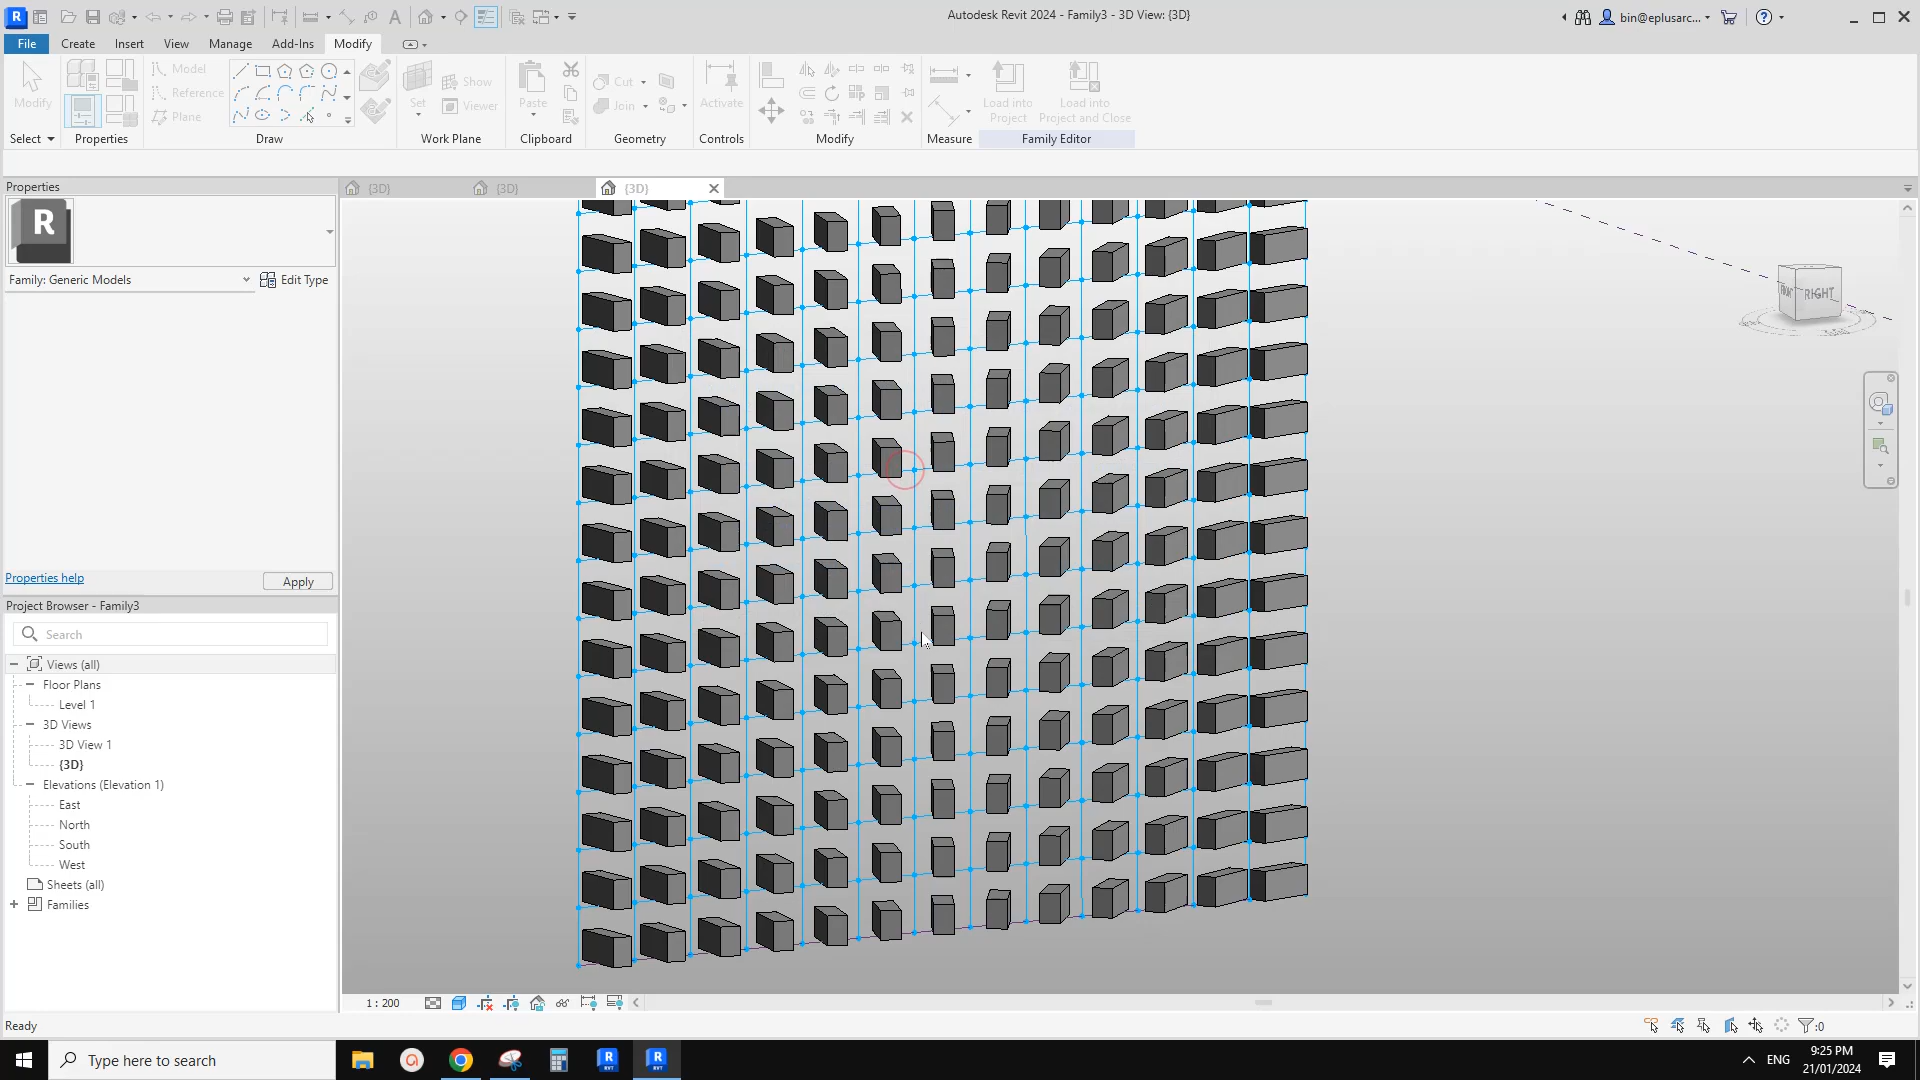 R
A
Autodesk Revit 2024 - Family3 - 3D View: {3D}
bin@eplusarc...
File
Create
Insert
View
Manage
Add-Ins
Modify
Modify
Model
Reference
Plane
Set
Show
Viewer
Paste
Cut
Join
Activate
Load into
Project
Load into
Project and Close
Select
Properties
Draw
Work Plane
Clipboard
Geometry
Controls
Modify
Measure
Family Editor
Properties
{3D}
{3D}
{3D}
R
Family: Generic Models
Edit Type
FRONT
RIGHT
Properties help
Apply
Project Browser - Family3
Search
Views (all)
Floor Plans
Level 1
3D Views
3D View 1
{3D}
Elevations (Elevation 1)
East
North
South
West
Sheets (all)
Families
1 : 200
Ready
:0
Type here to search
a
R
RVT
R
RVT
ENG
9:25 PM
21/01/2024